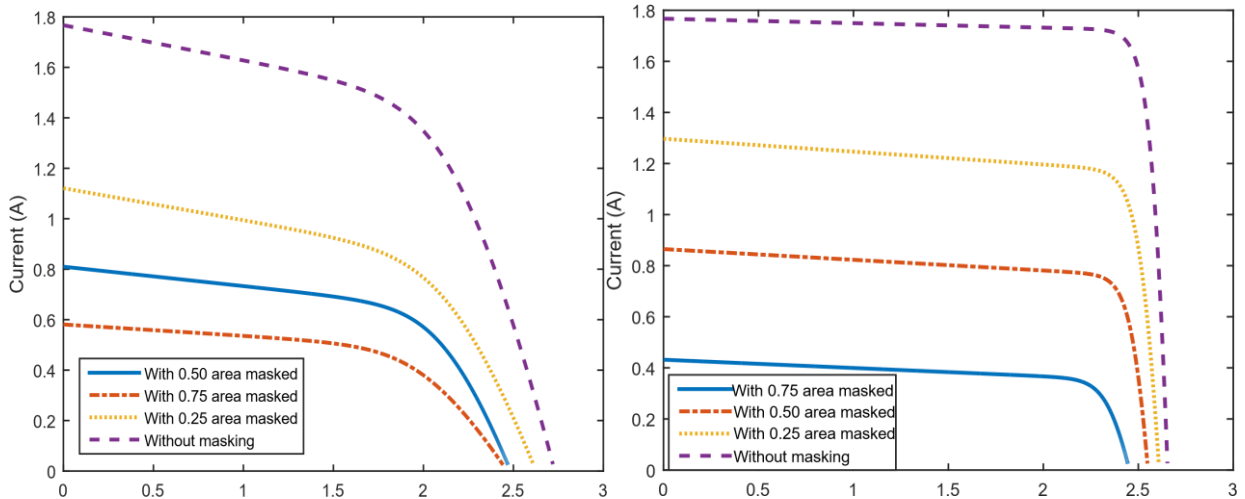 1.8
1.6
1.4
1.2
1
0.8
0.6
0.4
0.2
0
Current (A)
With 0.50 area masked
With 0.75 area masked
With 0.25 area masked
Without masking
0 0.5 1 1.5 2 2.5 3
1.8
1.6
1.4
1.2
1
0.8
0.6
0.4
0.2
0
Current (A)
With 0.75 area masked
With 0.50 area masked
With 0.25 area masked
Without masking
0 0.5 1 1.5 2 2.5 3